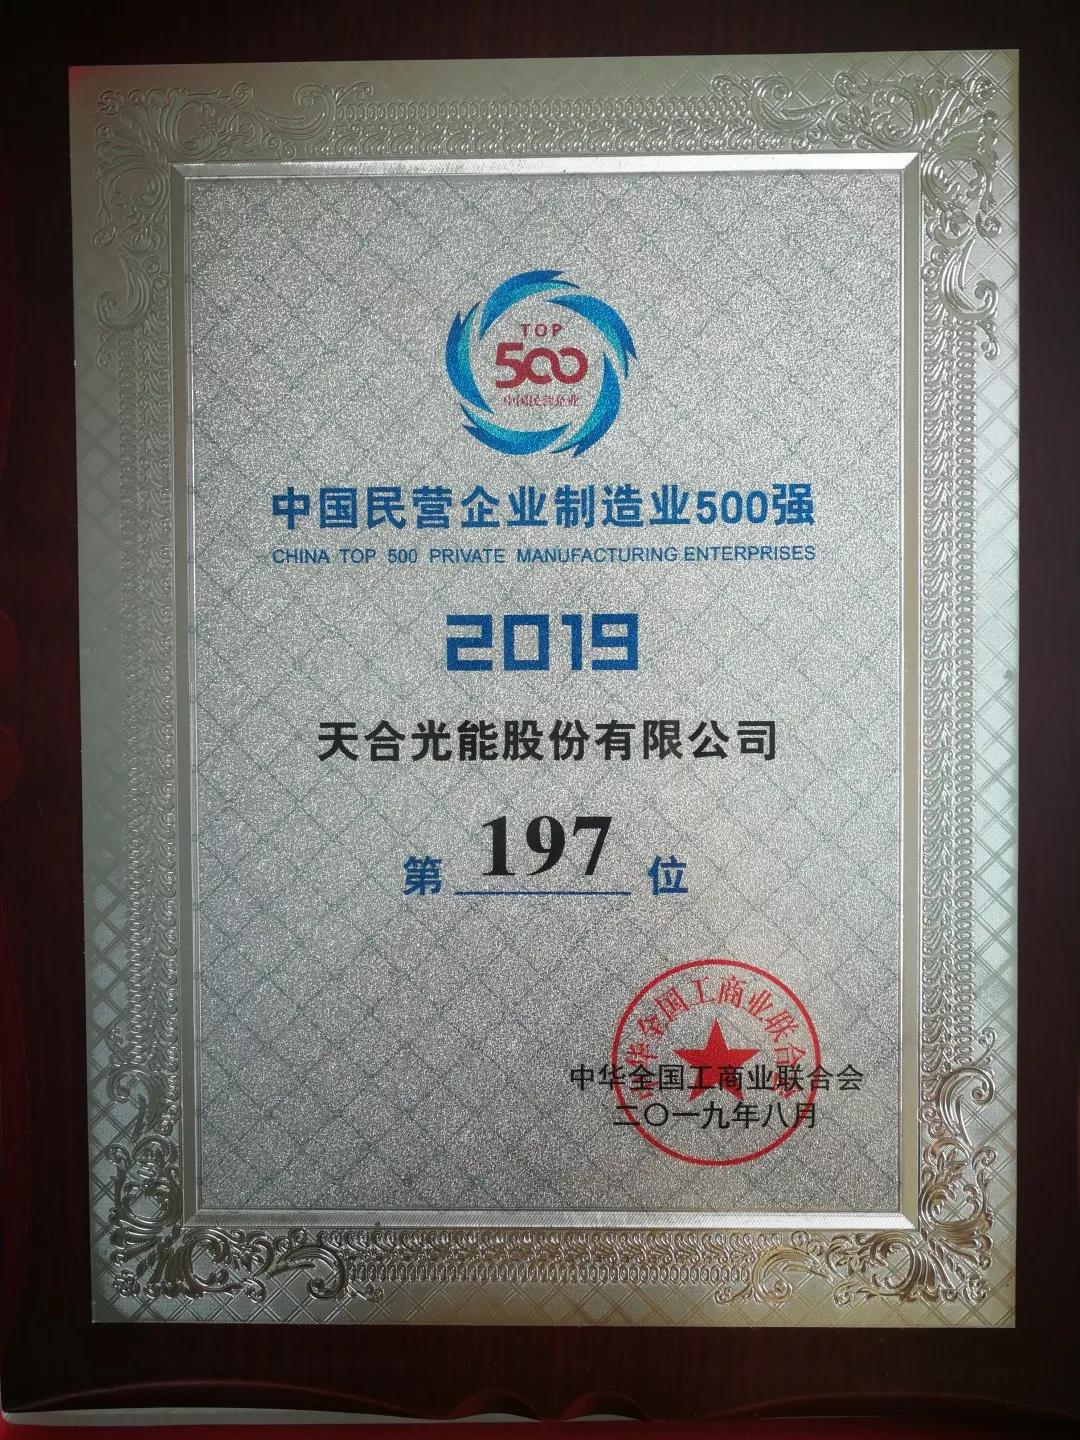 TOP
500
中国民营企业
中国民营企业制造业500强
CHINA TOP 500 PRIVATE MANUFACTURING ENTERPRISES
2019
天合光能股份有限公司
第 197 位
中华全国工商业联合会
中华全国工商业联合会
二〇一九年八月